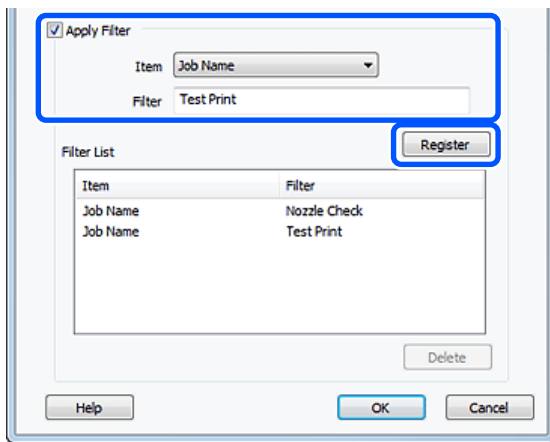 Apply Filter
Item Job Name
Filter Test Print
Register
Filter List
Item Filter
Job Name Nozzle Check
Job Name Test Print
Delete
Help OK Cancel